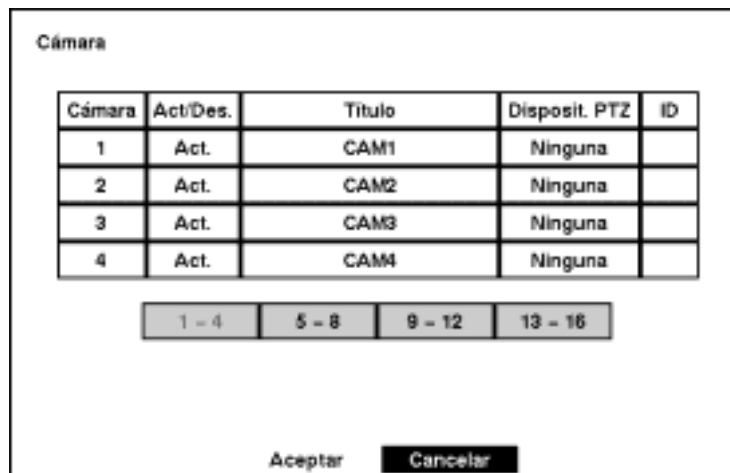 Cámara
Cámara Act/Des. Título Disposit. PTZ ID
1 Act. CAM1 Ninguna
2 Act. CAM2 Ninguna
3 Act. CAM3 Ninguna
4 Act. CAM4 Ninguna
1 – 4 5 – 8 9 – 12 13 – 16
Aceptar Cancelar